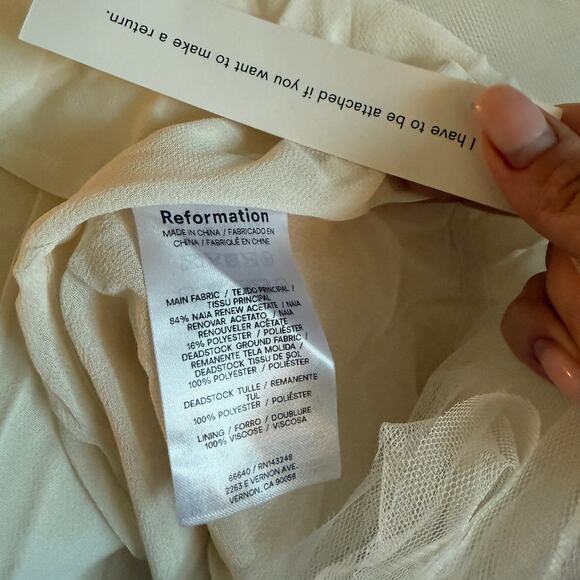 I have to be attached if you want to make a return.
Reformation
MADE IN CHINA / FABRICADO EN
CHINA / FABRIQUÉ EN CHINE
MAIN FABRIC / TEJIDO PRINCIPAL /
TISSU PRINCIPAL
84% NAIA RENEW ACETATE / NAIA
RENOVAR ACETATO / NAIA
RENOUVELER ACÉTATE
16% POLYESTER / POLIÉSTER
DEADSTOCK GROUND FABRIC /
REMANENTE TELA MOLIDA /
DEADSTOCK TISSU DE SOL
100% POLYESTER / POLIÉSTER
DEADSTOCK TULLE / REMANENTE
TUL
100% POLYESTER / POLIÉSTER
LINING / FORRO / DOUBLURE
100% VISCOSE / VISCOSA
66640 / RN143248
2263 E VERNON AVE.
VERNON, CA 90058